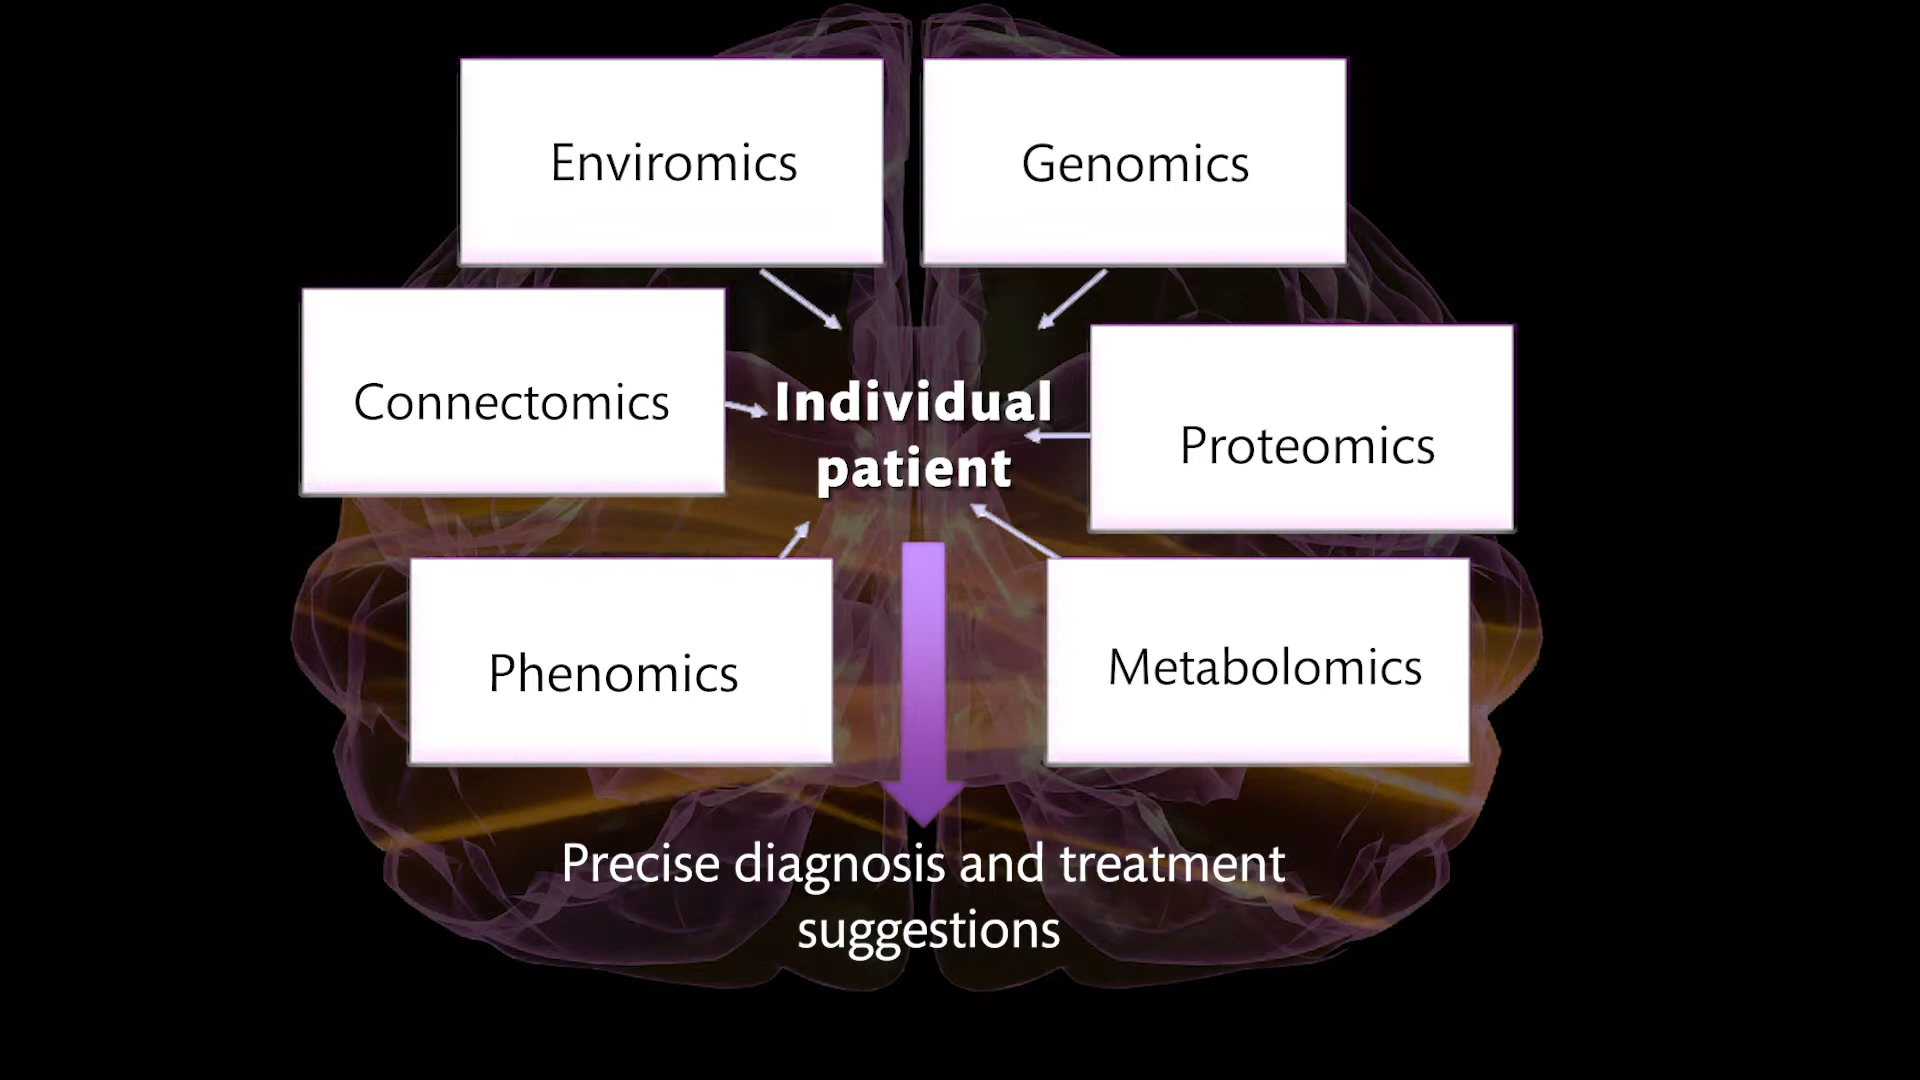 Enviromics
Genomics
Connectomics
Individual
patient
Proteomics
Phenomics
Metabolomics
Precise diagnosis and treatment
suggestions